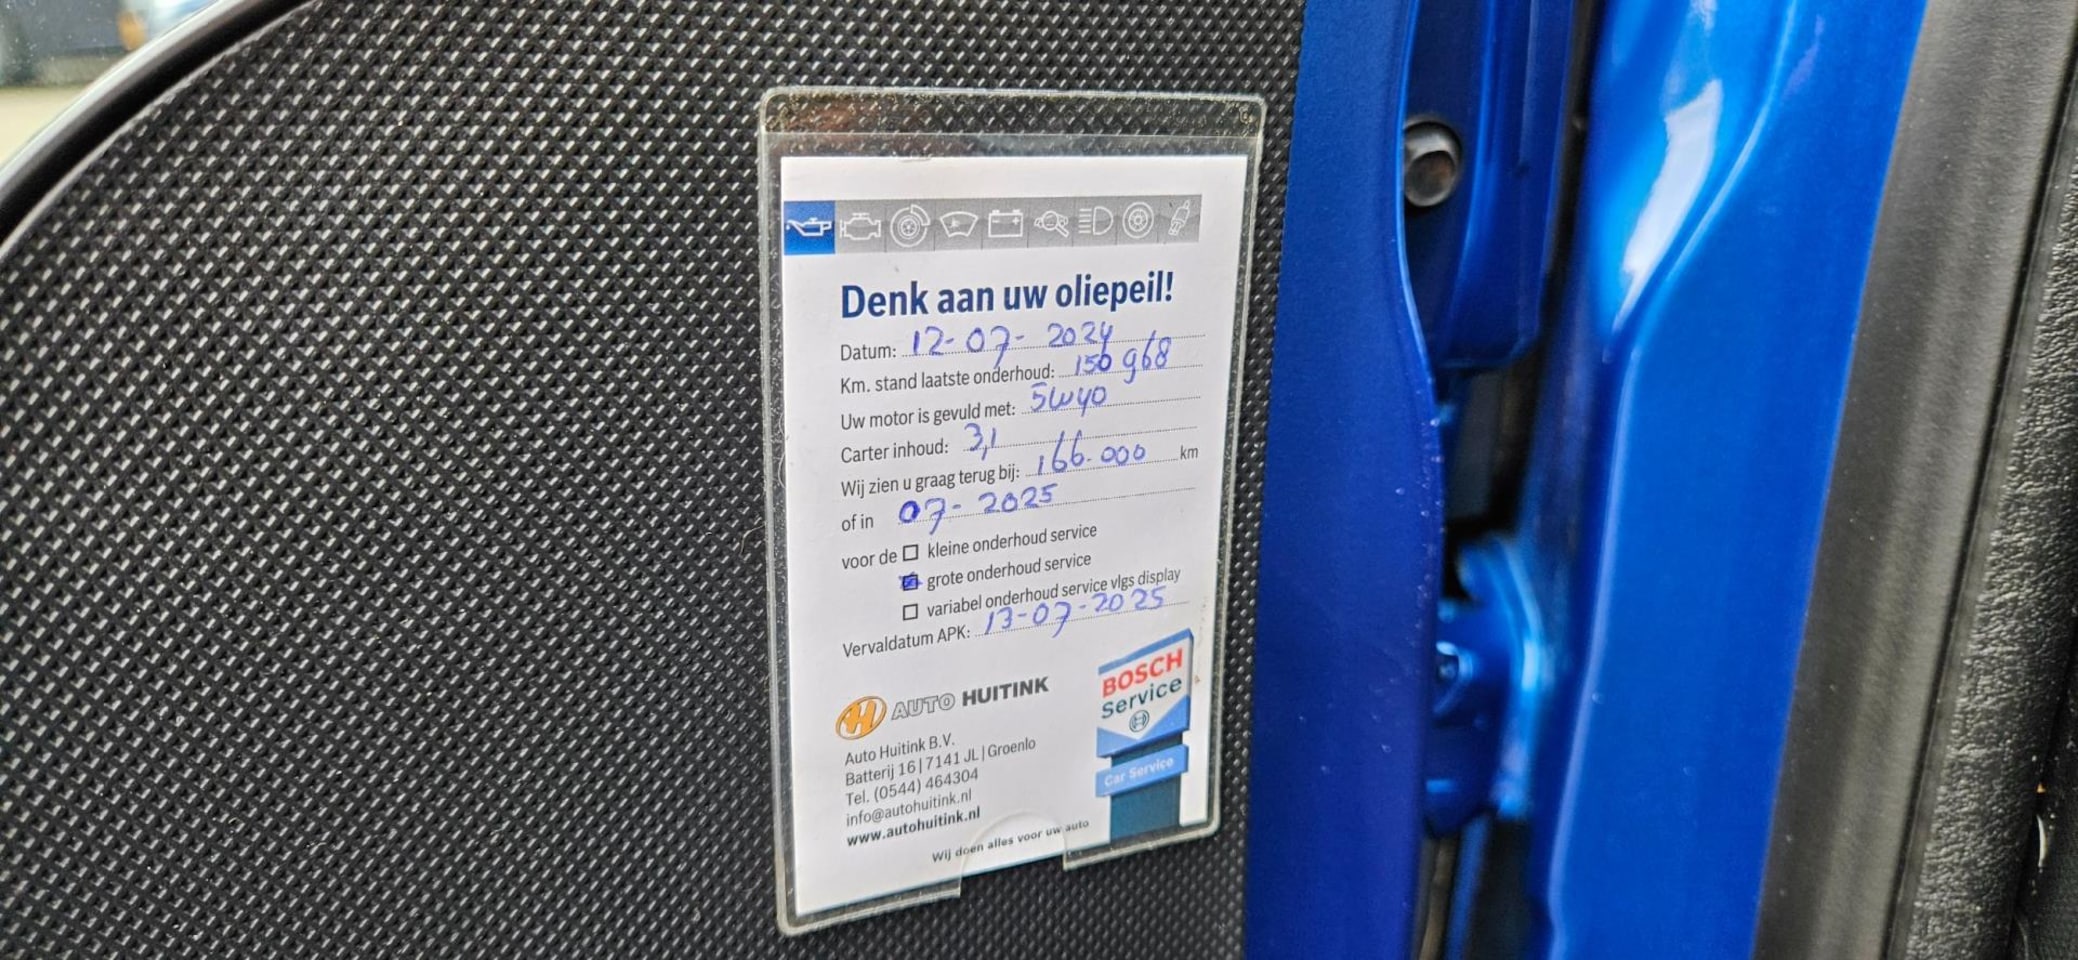 Denk aan uw oliepeil!
Datum: 12-07-2024
Km. stand laatste onderhoud: 150 968
Uw motor is gevuld met: 5W40
Carter inhoud: 3,1
Wij zien u graag terug bij: 166.000 km
of in 07-2025
voor de kleine onderhoud service
grote onderhoud service
variabel onderhoud service vlgs display
Vervaldatum APK: 13-07-2025
AUTO HUITINK
BOSCH
Service
Car Service
Auto Huitink B.V.
Batterij 16 | 7141 JL | Groenlo
Tel. (0544) 464304
info@autohuitink.nl
www.autohuitink.nl
Wij doen alles voor uw auto